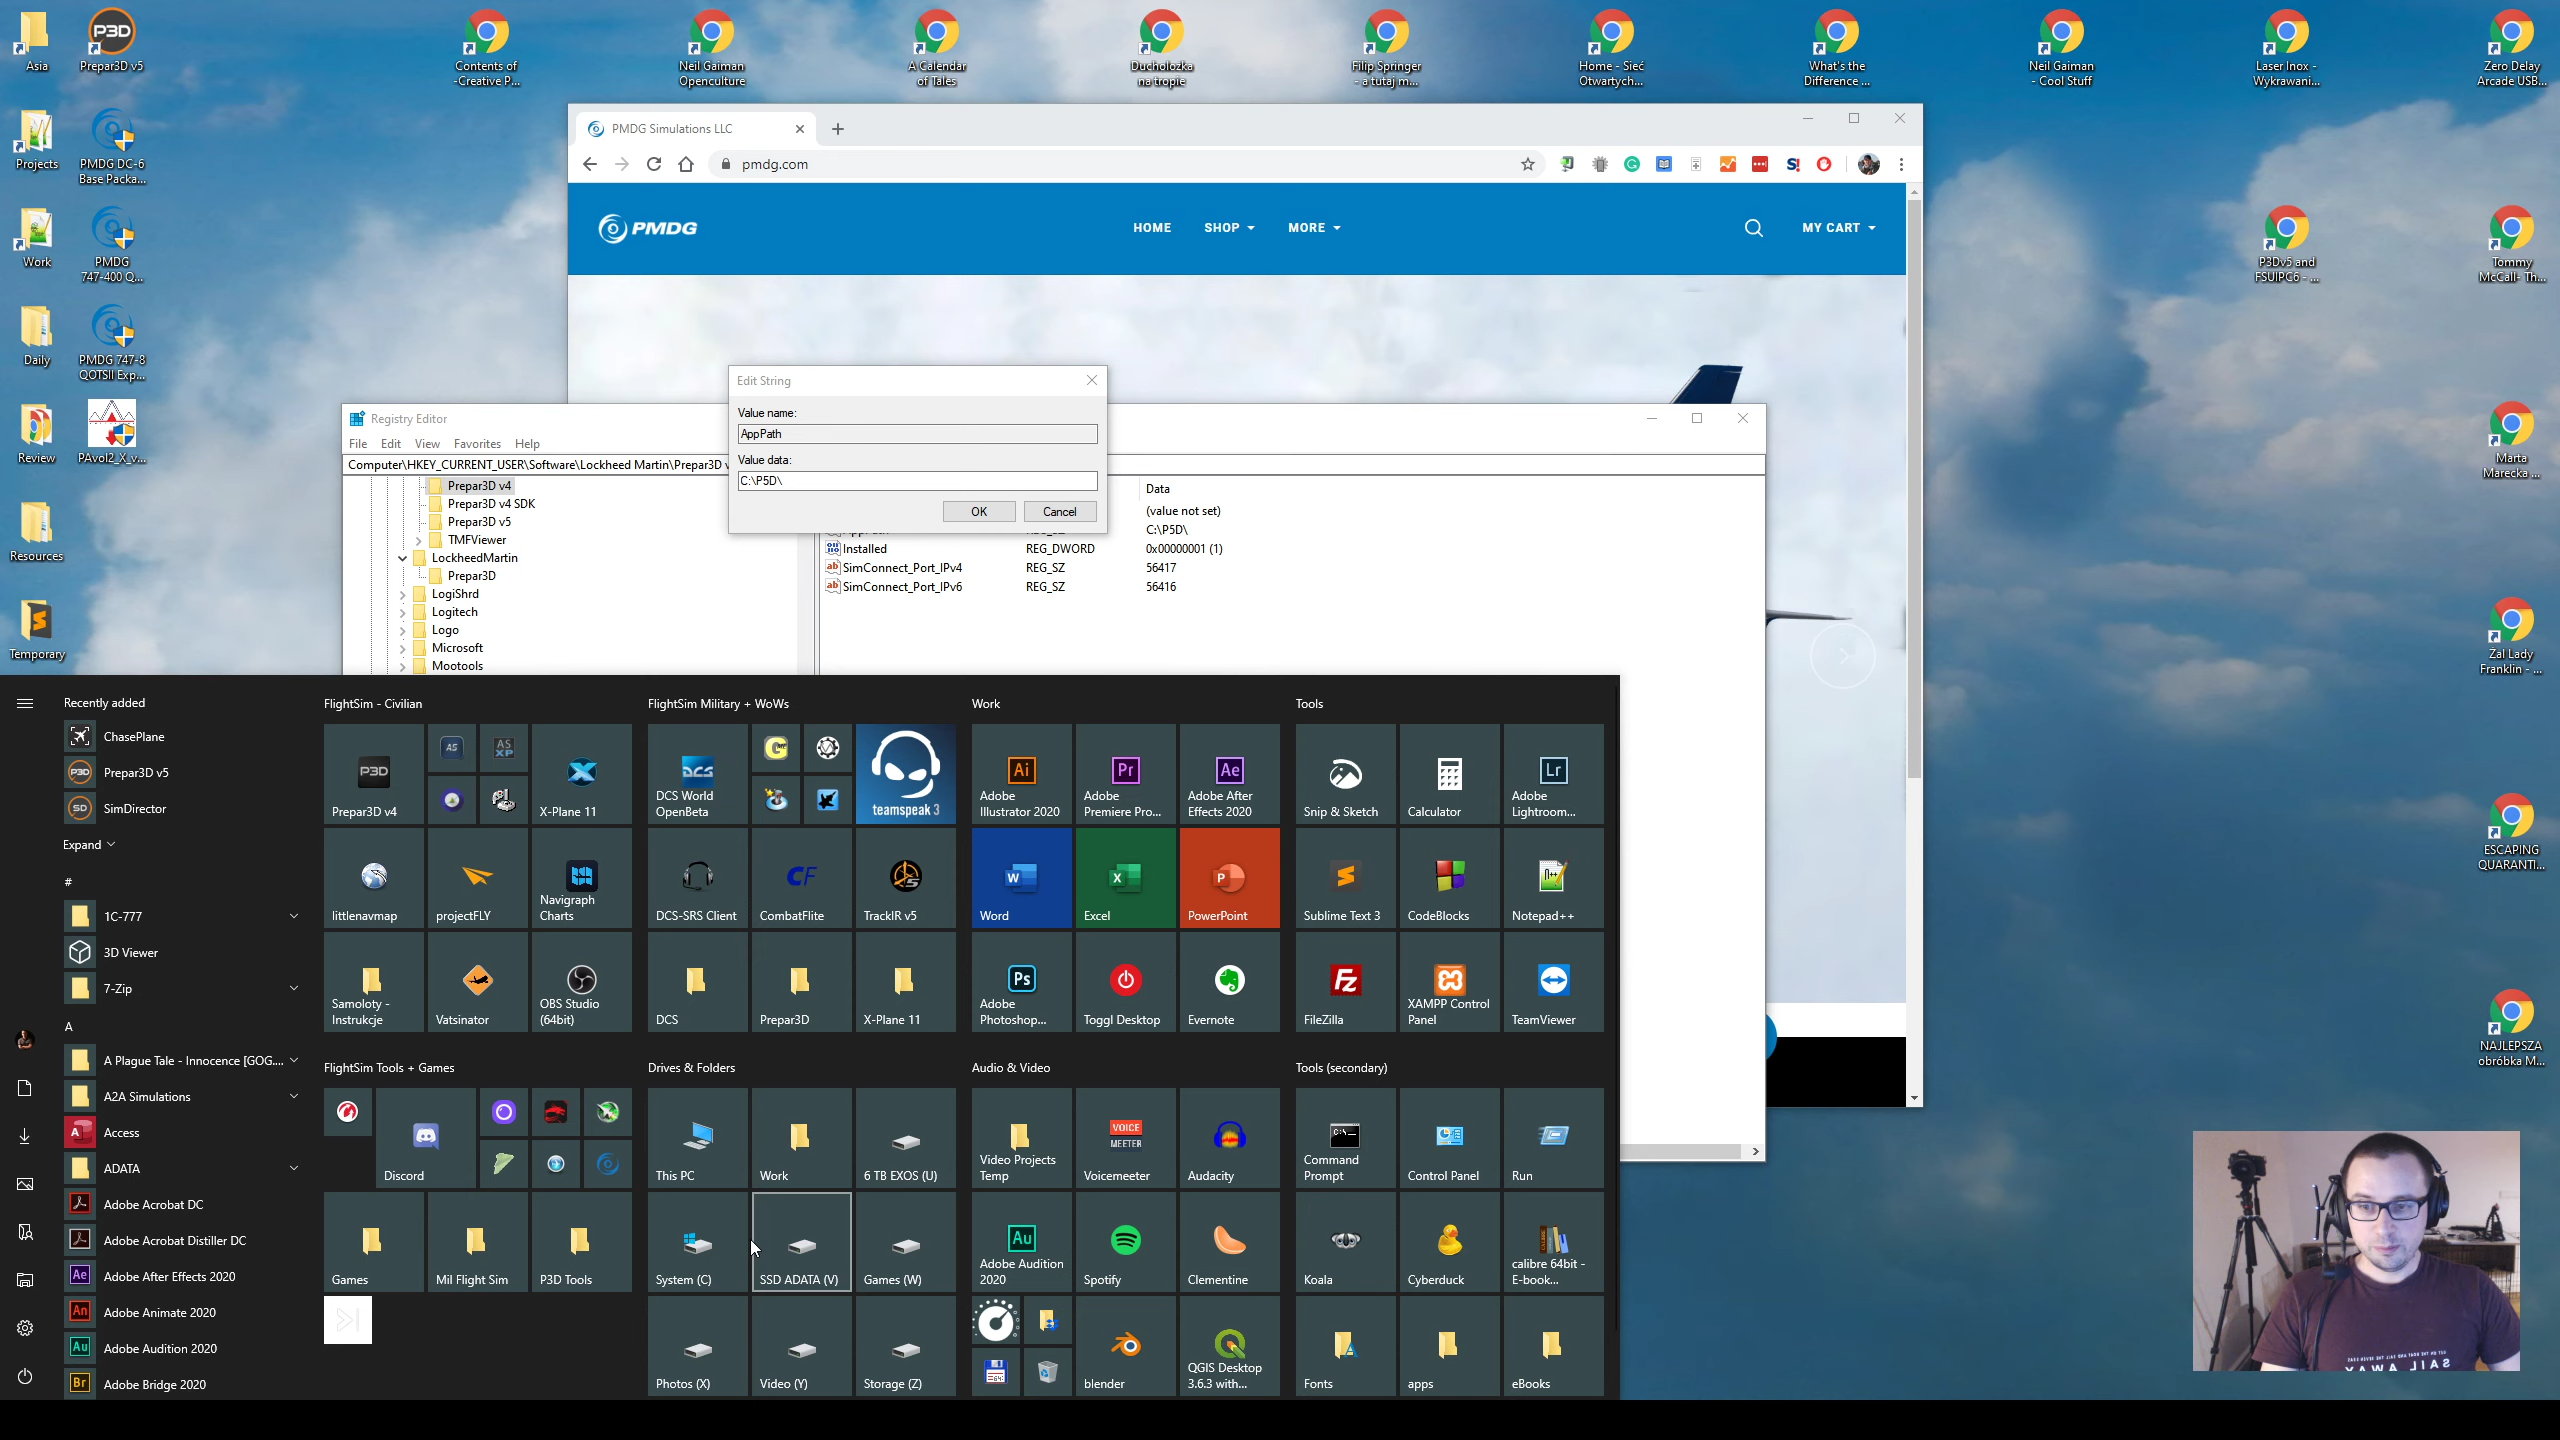 Asia
Prepar3D v5
Contents of
-Creative P...
Neil Gaiman
Openculture
A Calendar
of Tales
Ducholożka
na tropie
Filip Springer
- a tutaj m...
Home - Sieć
Otwartych...
What's the
Difference ...
Neil Gaiman
- Cool Stuff
Laser Inox -
Wykrawani...
Zero Delay
Arcade USB...
Projects
PMDG DC-6
Base Packa...
Work
PMDG
747-400 Q...
Daily
PMDG 747-8
QOTSII Exp...
Review
PAvol2_X_v...
Resources
Temporary
P3Dv5 and
FSUIPC6 - ...
Tommy
McCall- Th...
Marta
Marecka ...
Żal Lady
Franklin - ...
ESCAPING
QUARANTI...
NAJLEPSZA
obróbka M...
PMDG Simulations LLC
pmdg.com
PMDG
HOME
SHOP
MORE
MY CART
Edit String
Value name:
AppPath
Value data:
C:\P5D\
OK
Cancel
Registry Editor
File Edit View Favorites Help
Computer\HKEY_CURRENT_USER\Software\Lockheed Martin\Prepar3D v
Prepar3D v4
Prepar3D v4 SDK
Prepar3D v5
TMFViewer
LockheedMartin
Prepar3D
LogiShrd
Logitech
Logo
Microsoft
Mootools
Data
(value not set)
C:\P5D\
Installed REG_DWORD 0x00000001 (1)
SimConnect_Port_IPv4 REG_SZ 56417
SimConnect_Port_IPv6 REG_SZ 56416
Recently added
ChasePlane
Prepar3D v5
SimDirector
Expand
#
1C-777
3D Viewer
7-Zip
A
A Plague Tale - Innocence [GOG....
A2A Simulations
Access
ADATA
Adobe Acrobat DC
Adobe Acrobat Distiller DC
Adobe After Effects 2020
Adobe Animate 2020
Adobe Audition 2020
Adobe Bridge 2020
FlightSim - Civilian
P3D
Prepar3D v4
AS
AS
XP
X-Plane 11
littlenavmap
projectFLY
Navigraph
Charts
Samoloty -
Instrukcje
Vatsinator
OBS Studio
(64bit)
FlightSim Military + WoWs
DCS World
OpenBeta
teamspeak 3
DCS-SRS Client
CombatFlite
TrackIR v5
DCS
Prepar3D
X-Plane 11
Work
Adobe
Illustrator 2020
Adobe
Premiere Pro...
Adobe After
Effects 2020
Word
Excel
PowerPoint
Adobe
Photoshop...
Toggl Desktop
Evernote
Tools
Snip & Sketch
Calculator
Adobe
Lightroom...
Sublime Text 3
CodeBlocks
Notepad++
FileZilla
XAMPP Control
Panel
TeamViewer
FlightSim Tools + Games
Discord
Games
Mil Flight Sim
P3D Tools
Drives & Folders
This PC
Work
6 TB EXOS (U)
System (C)
SSD ADATA (V)
Games (W)
Photos (X)
Video (Y)
Storage (Z)
Audio & Video
Video Projects
Temp
VOICE
MEETER
Voicemeeter
Audacity
Adobe Audition
2020
Spotify
Clementine
blender
QGIS Desktop
3.6.3 with...
Tools (secondary)
Command
Prompt
Control Panel
Run
Koala
Cyberduck
calibre 64bit -
E-book...
Fonts
apps
eBooks
SAIL AWAY